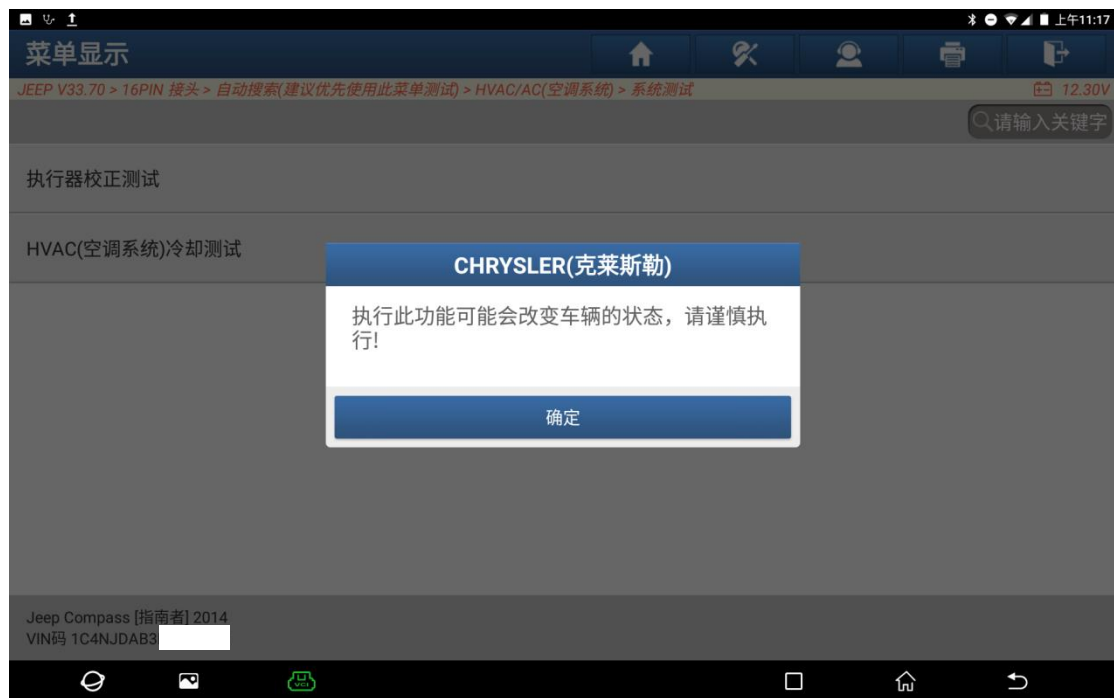 上午11:17
菜单显示
JEEP V33.70 > 16PIN 接头 > 自动搜索(建议优先使用此菜单测试) > HVAC/AC(空调系统) > 系统测试
12.30V
请输入关键字
执行器校正测试
HVAC(空调系统)冷却测试
CHRYSLER(克莱斯勒)
执行此功能可能会改变车辆的状态，请谨慎执
行!
确定
Jeep Compass [指南者] 2014
VIN码 1C4NJDAB3
VCI